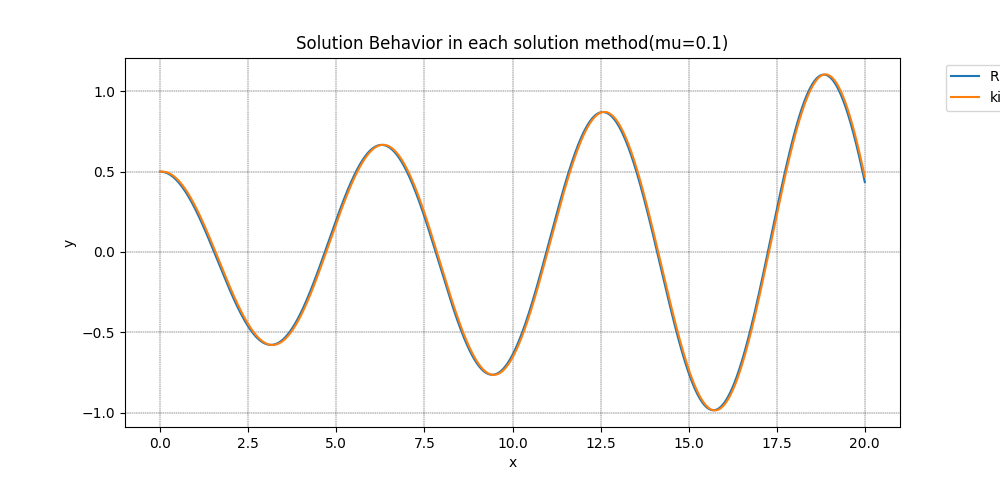 Solution Behavior in each solution method(mu=0.1)
R
ki
1.0
0.5
0.0
−0.5
−1.0
y
0.0 2.5 5.0 7.5 10.0 12.5 15.0 17.5 20.0
x